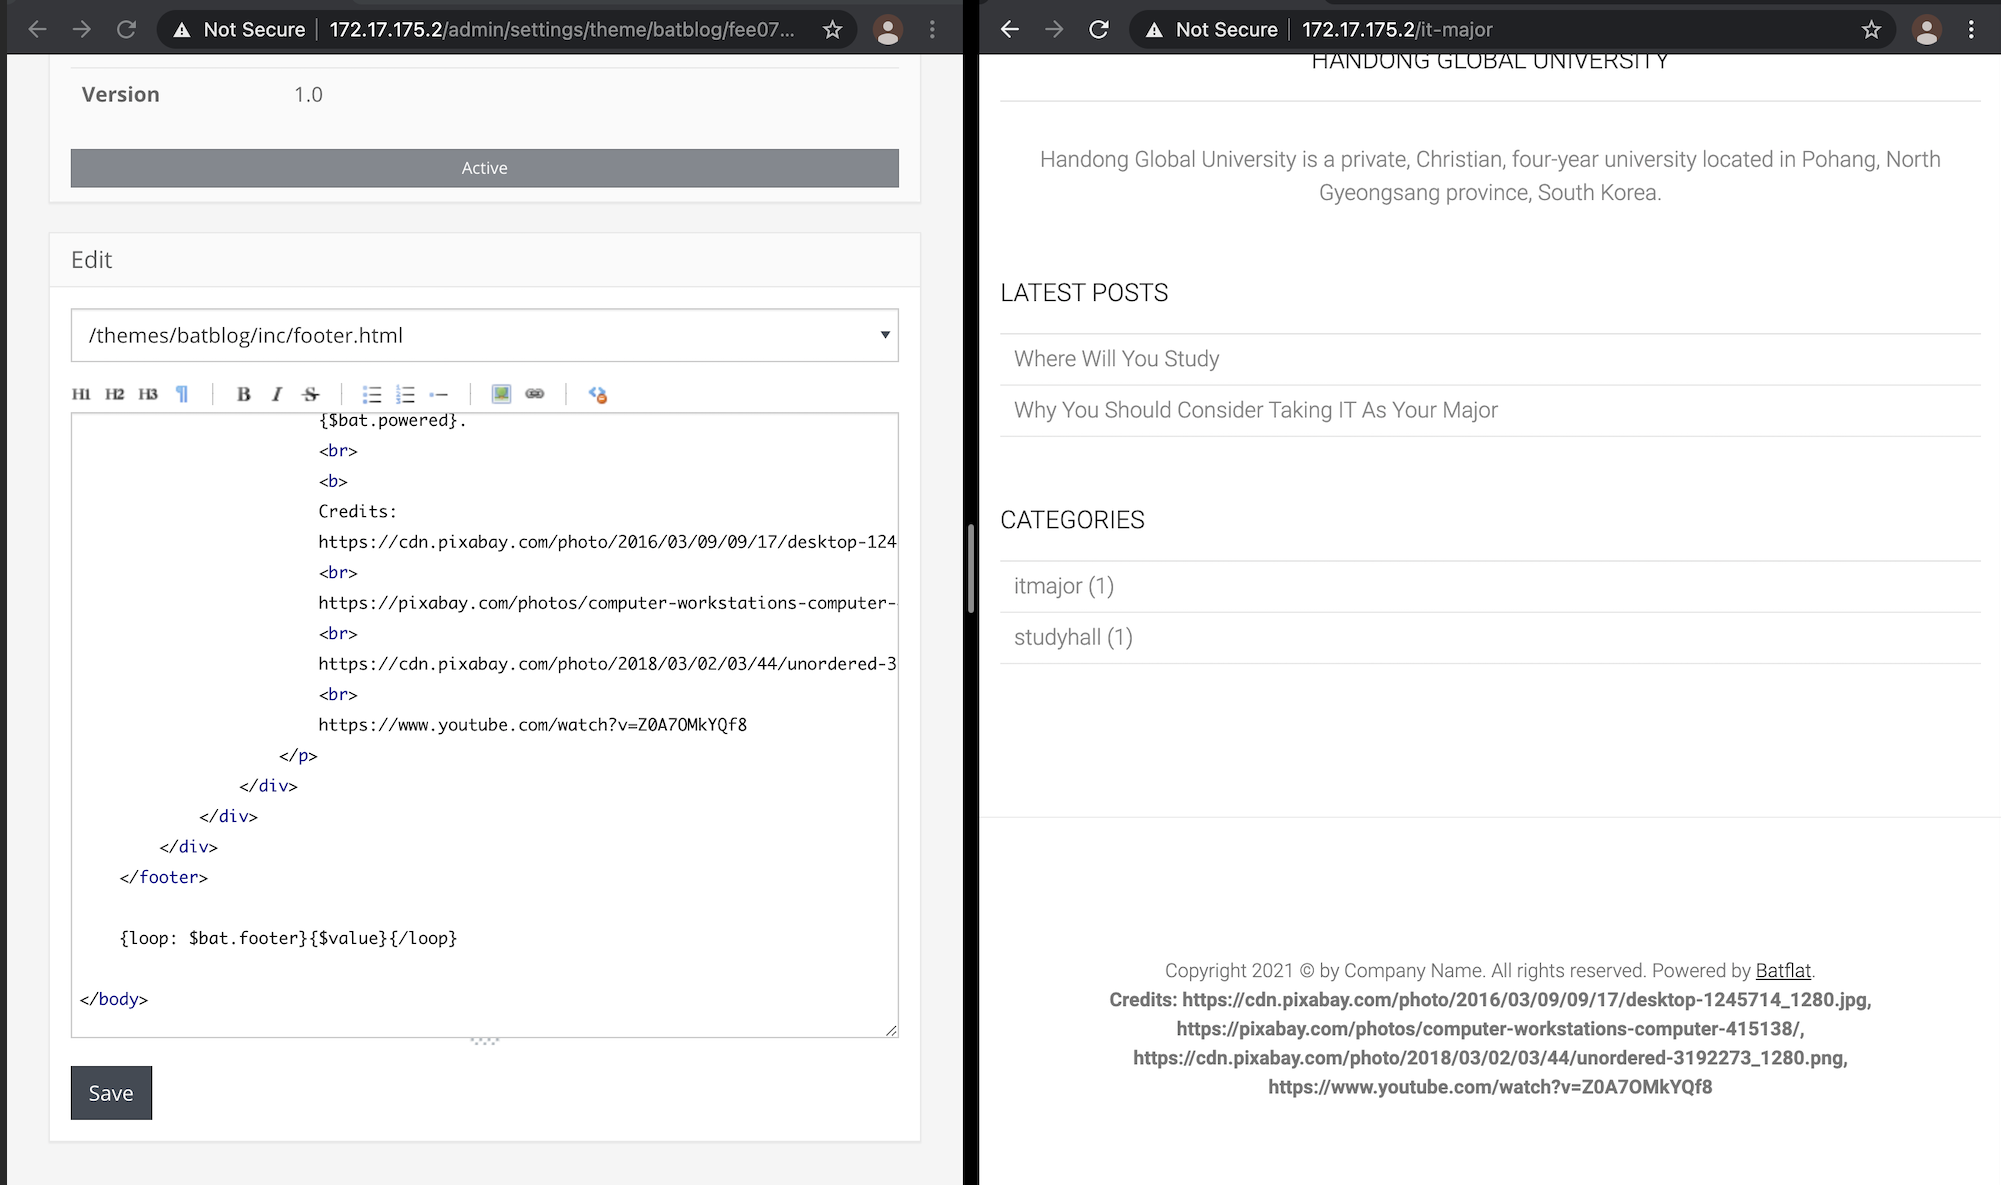 Not Secure | 172.17.175.2/admin/settings/theme/batblog/fee07...
Version 1.0
Active
Edit
/themes/batblog/inc/footer.html
H1 H2 H3 ¶ B I S
{$bat.powered}.
<br>
<b>
Credits:
https://cdn.pixabay.com/photo/2016/03/09/09/17/desktop-124
<br>
https://pixabay.com/photos/computer-workstations-computer-
<br>
https://cdn.pixabay.com/photo/2018/03/02/03/44/unordered-3
<br>
https://www.youtube.com/watch?v=Z0A7OMkYQf8
</p>
</div>
</div>
</div>
</footer>
{loop: $bat.footer}{$value}{/loop}
</body>
Save
Not Secure | 172.17.175.2/it-major
HANDONG GLOBAL UNIVERSITY
Handong Global University is a private, Christian, four-year university located in Pohang, North
Gyeongsang province, South Korea.
LATEST POSTS
Where Will You Study
Why You Should Consider Taking IT As Your Major
CATEGORIES
itmajor (1)
studyhall (1)
Copyright 2021 © by Company Name. All rights reserved. Powered by Batflat.
Credits: https://cdn.pixabay.com/photo/2016/03/09/09/17/desktop-1245714_1280.jpg,
https://pixabay.com/photos/computer-workstations-computer-415138/,
https://cdn.pixabay.com/photo/2018/03/02/03/44/unordered-3192273_1280.png,
https://www.youtube.com/watch?v=Z0A7OMkYQf8